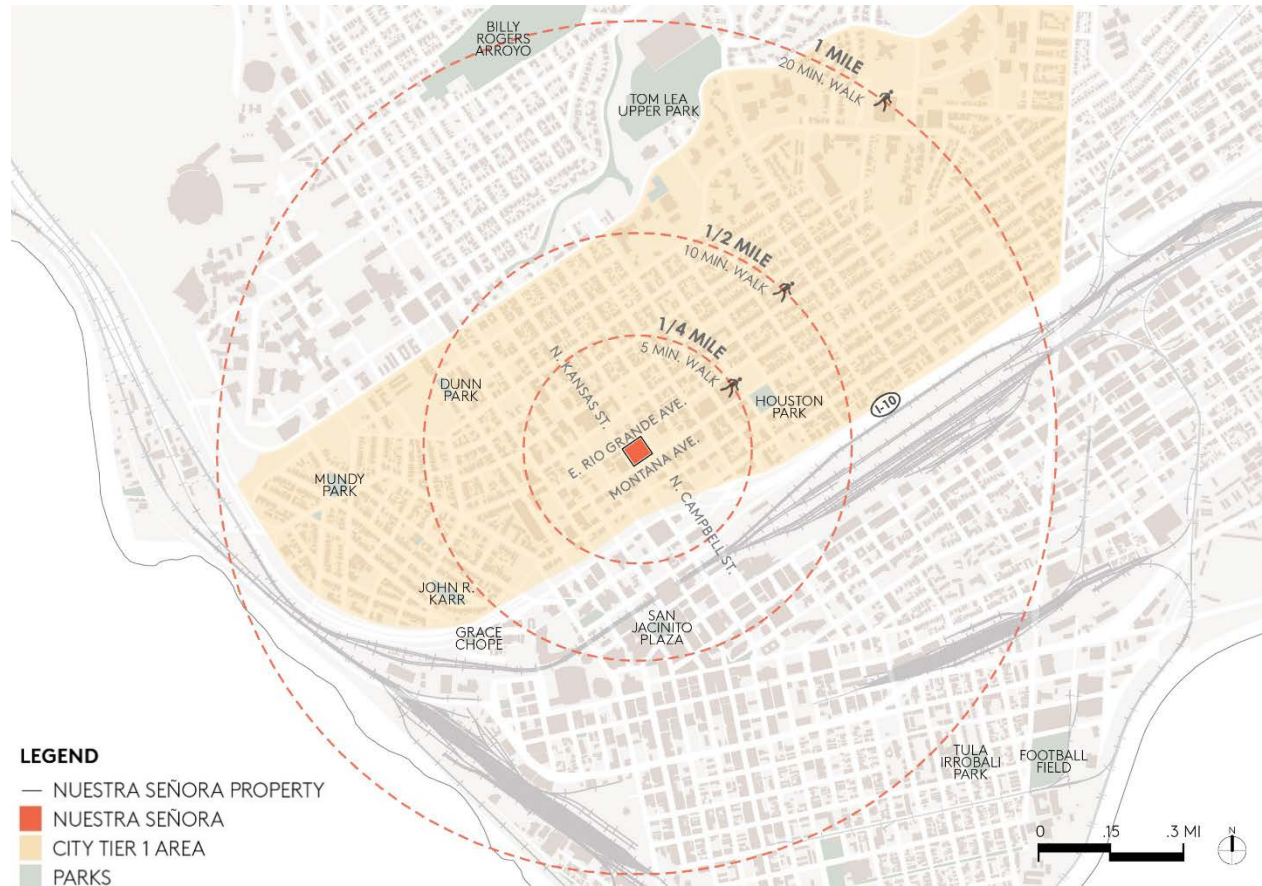 BILLY
ROGERS
ARROYO
1 MILE
20 MIN. WALK
TOM LEA
UPPER PARK
1/2 MILE
10 MIN. WALK
1/4 MILE
5 MIN. WALK
N. KANSAS ST.
DUNN
PARK
HOUSTON
PARK
I-10
E. RIO GRANDE AVE.
MONTANA AVE.
N. CAMPBELL ST.
MUNDY
PARK
JOHN R.
KARR
GRACE
CHOPE
SAN
JACINTO
PLAZA
TULA
IRROBALI
PARK
FOOTBALL
FIELD
LEGEND
NUESTRA SEÑORA PROPERTY
NUESTRA SEÑORA
CITY TIER 1 AREA
PARKS
0 .15 .3 MI
N